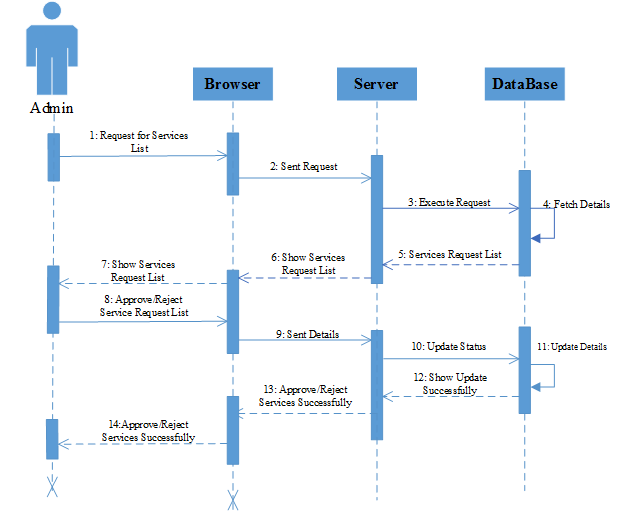 Admin
Browser
Server
DataBase
1: Request for Services
List
2: Sent Request
3: Execute Request
4: Fetch Details
5: Services Request List
6: Show Services
Request List
7: Show Services
Request List
8: Approve/Reject
Service Request List
9: Sent Details
10: Update Status
11: Update Details
12: Show Update
Successfully
13: Approve/Reject
Services Successfully
14:Approve/Reject
Services Successfully